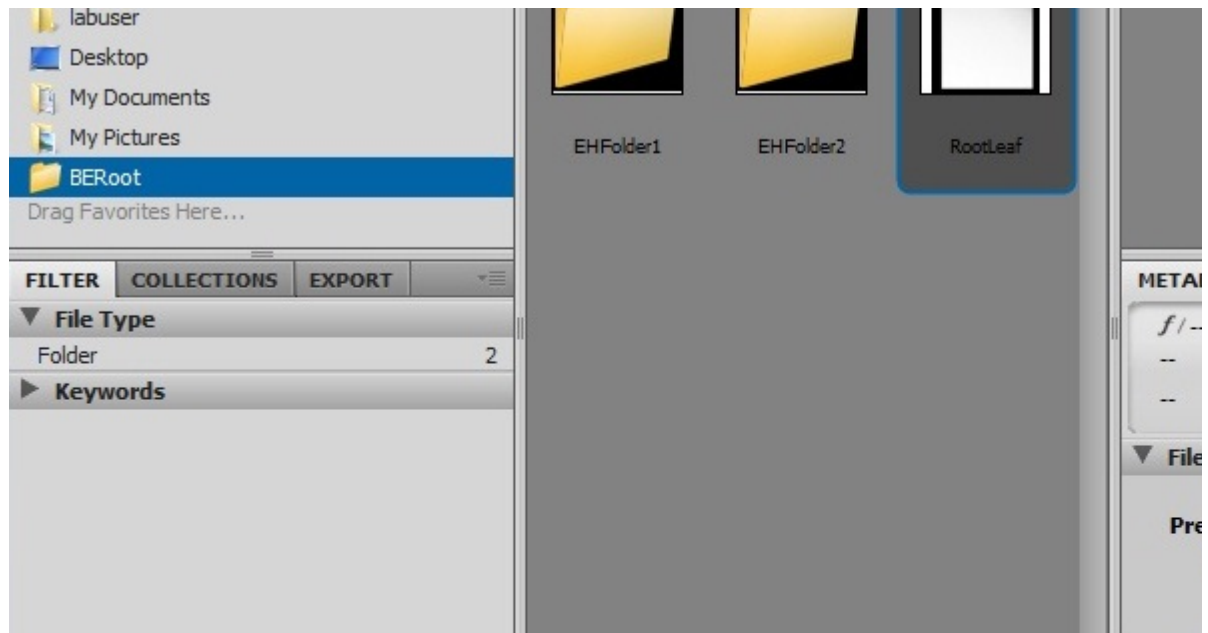 labuser
Desktop
My Documents
My Pictures
BERoot
Drag Favorites Here...
FILTER COLLECTIONS EXPORT
File Type
Folder 2
Keywords
EHFolder1 EHFolder2 RootLeaf
METAI
f/--
--
--
File
Pre